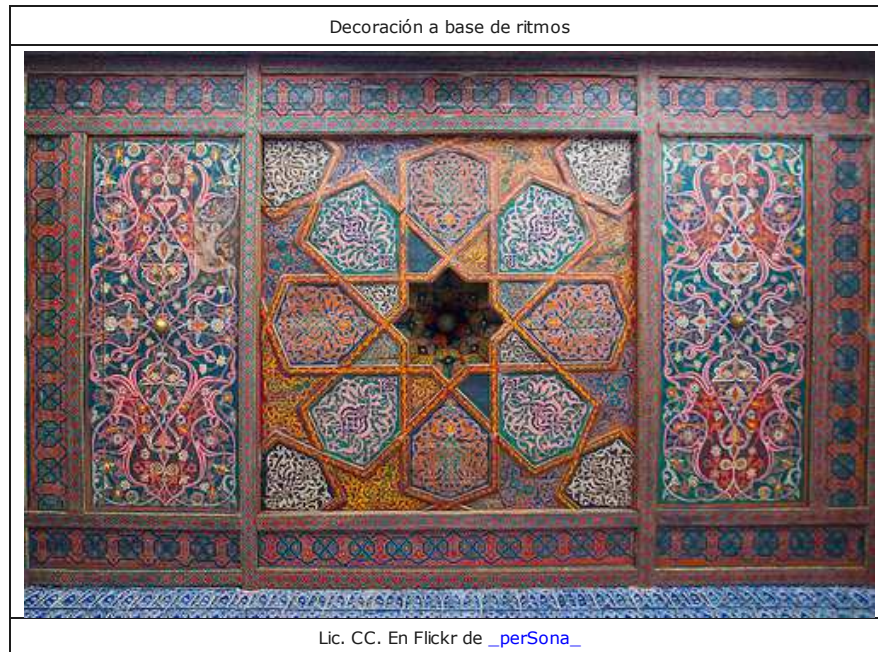 Decoración a base de ritmos
Lic. CC. En Flickr de _perSona_